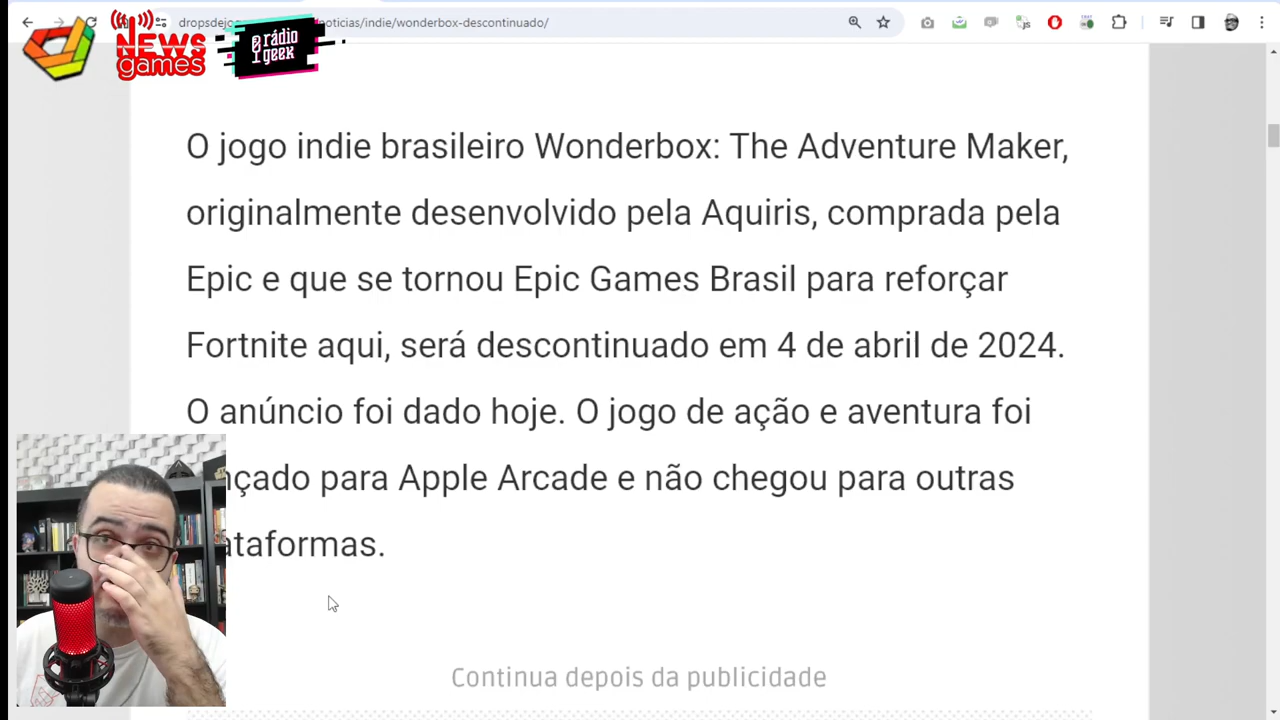 dropsdejo
noticias/indie/wonderbox-descontinuado/
NEWS
games
rádio
geek
O jogo indie brasileiro Wonderbox: The Adventure Maker,
originalmente desenvolvido pela Aquiris, comprada pela
Epic e que se tornou Epic Games Brasil para reforçar
Fortnite aqui, será descontinuado em 4 de abril de 2024.
O anúncio foi dado hoje. O jogo de ação e aventura foi
nçado para Apple Arcade e não chegou para outras
ataformas.
Continua depois da publicidade